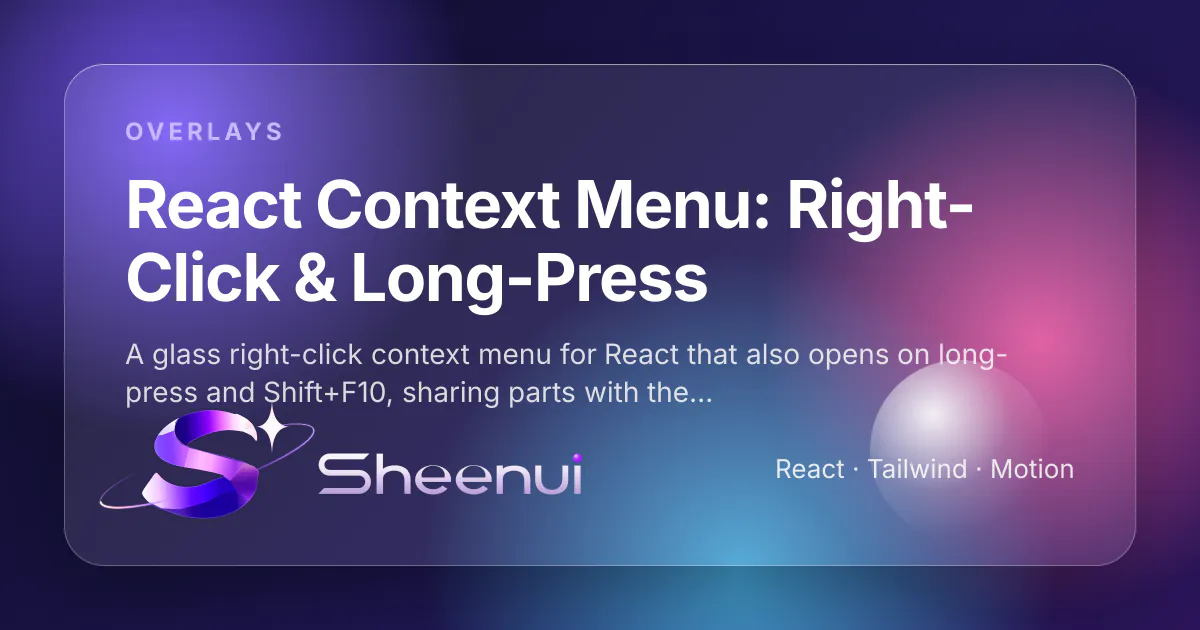 OVERLAYS
React Context Menu: Right-
Click & Long-Press
A glass right-click context menu for React that also opens on long-
press and Shift+F10, sharing parts with the...
Sheenui
React · Tailwind · Motion